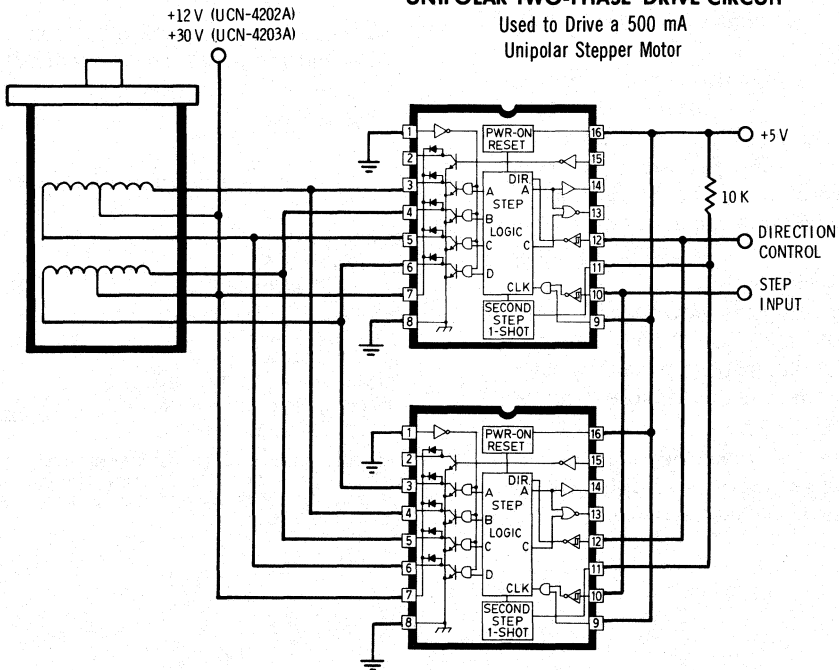 UNIPOLAR TWO-PHASE DRIVE CIRCUIT
Used to Drive a 500 mA
Unipolar Stepper Motor
+12 V (UCN-4202A)
+30 V (UCN-4203A)
1
2
3
4
5
6
7
8
PWR-ON
RESET
DIR
A
A
STEP
B
LOGIC
C
C
D
CLK
SECOND
STEP
1-SHOT
16
15
14
13
12
11
10
9
+5 V
10 K
DIRECTION
CONTROL
STEP
INPUT
1
2
3
4
5
6
7
8
PWR-ON
RESET
DIR
A
A
STEP
B
LOGIC
C
C
D
CLK
SECOND
STEP
1-SHOT
16
15
14
13
12
11
10
9